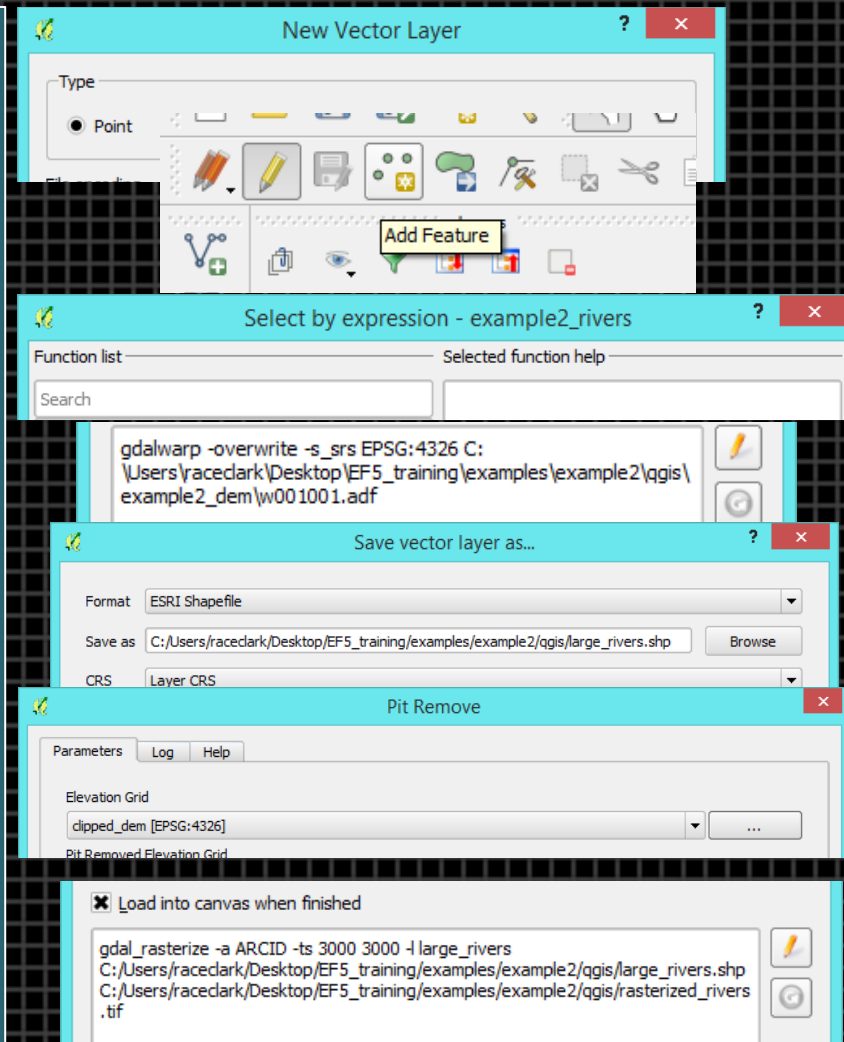 New Vector Layer
?
Type
Point
Add Feature
Select by expression - example2_rivers
?
Function list
Selected function help
Search
gdalwarp -overwrite -s_srs EPSG:4326 C:
\Users\raceclark\Desktop\EF5_training\examples\example2\qgis\
example2_dem\w001001.adf
Save vector layer as...
?
Format
ESRI Shapefile
Save as
C:/Users/raceclark/Desktop/EF5_training/examples/example2/qgis/large_rivers.shp
Browse
CRS
Layer CRS
Pit Remove
Parameters
Log
Help
Elevation Grid
clipped_dem [EPSG:4326]
...
Pit Removed Elevation Grid
Load into canvas when finished
gdal_rasterize -a ARCID -ts 3000 3000 -l large_rivers
C:/Users/raceclark/Desktop/EF5_training/examples/example2/qgis/large_rivers.shp
C:/Users/raceclark/Desktop/EF5_training/examples/example2/qgis/rasterized_rivers
.tif